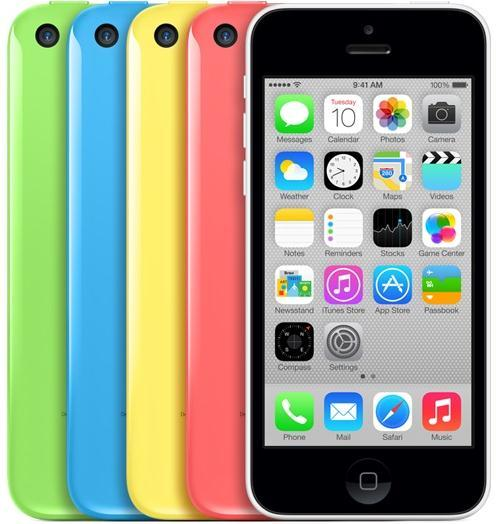 9:41 AM 100%
Tuesday
10
Messages Calendar Photos Camera
280
Weather Clock Maps Videos
Notes Reminders Stocks Game Center
Newsstand iTunes Store App Store Passbook
Compass Settings
Phone Mail Safari Music